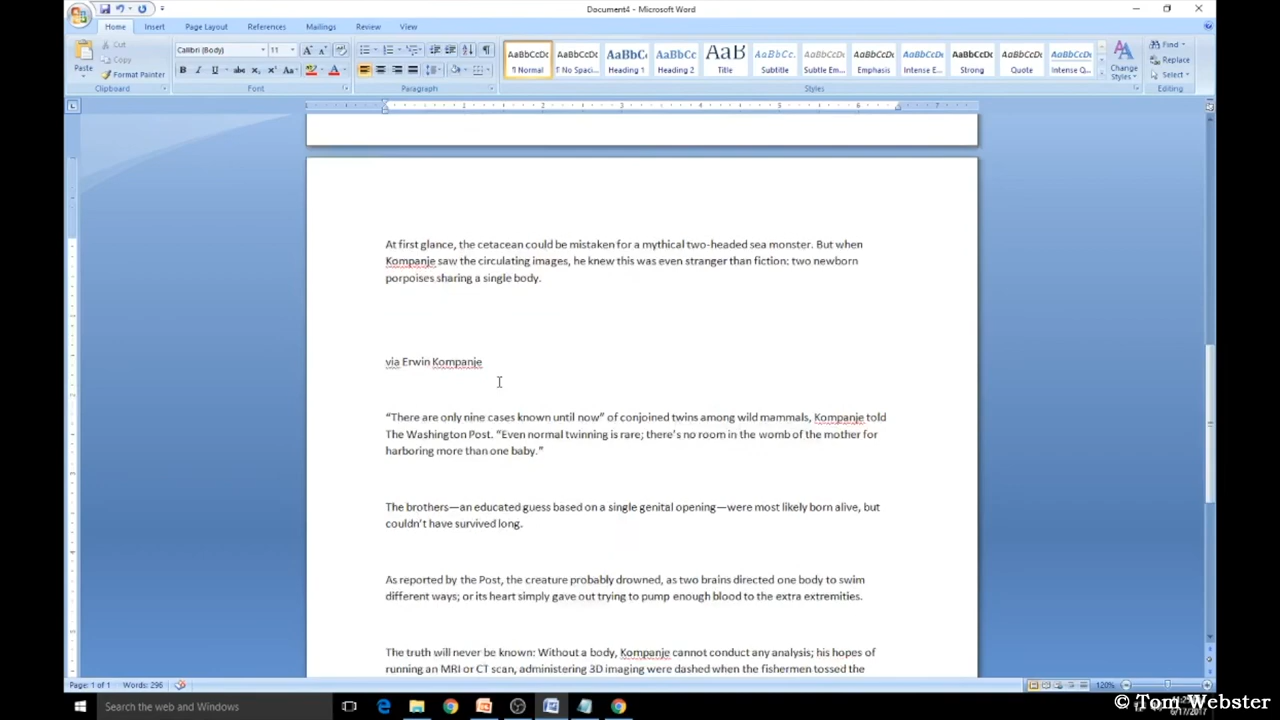 Document4 - Microsoft Word
Home Insert Page Layout References Mailings Review View
Paste
Cut
Copy
Format Painter
Calibri (Body) 11
AaBbCcDc AaBbCcDc AaBbCc AaBbCc AaB AaBbCc. AaBbCcDc AaBbCcDc AaBbCcDc AaBbCcDc AaBbCcDc AaBbCcDc
¶ Normal ¶ No Spaci... Heading 1 Heading 2 Title Subtitle Subtle Em... Emphasis Intense E... Strong Quote Intense Q...
Change
Styles
Find
Replace
Select
Clipboard Font Paragraph Styles Editing
At first glance, the cetacean could be mistaken for a mythical two-headed sea monster. But when
Kompanje saw the circulating images, he knew this was even stranger than fiction: two newborn
porpoises sharing a single body.
via Erwin Kompanje
“There are only nine cases known until now” of conjoined twins among wild mammals, Kompanje told
The Washington Post. “Even normal twinning is rare; there’s no room in the womb of the mother for
harboring more than one baby.”
The brothers—an educated guess based on a single genital opening—were most likely born alive, but
couldn’t have survived long.
As reported by the Post, the creature probably drowned, as two brains directed one body to swim
different ways; or its heart simply gave out trying to pump enough blood to the extra extremities.
The truth will never be known: Without a body, Kompanje cannot conduct any analysis; his hopes of
running an MRI or CT scan, administering 3D imaging were dashed when the fishermen tossed the
Page: 1 of 1 Words: 296 120%
Search the web and Windows
© Tom Webster
6/17/2017